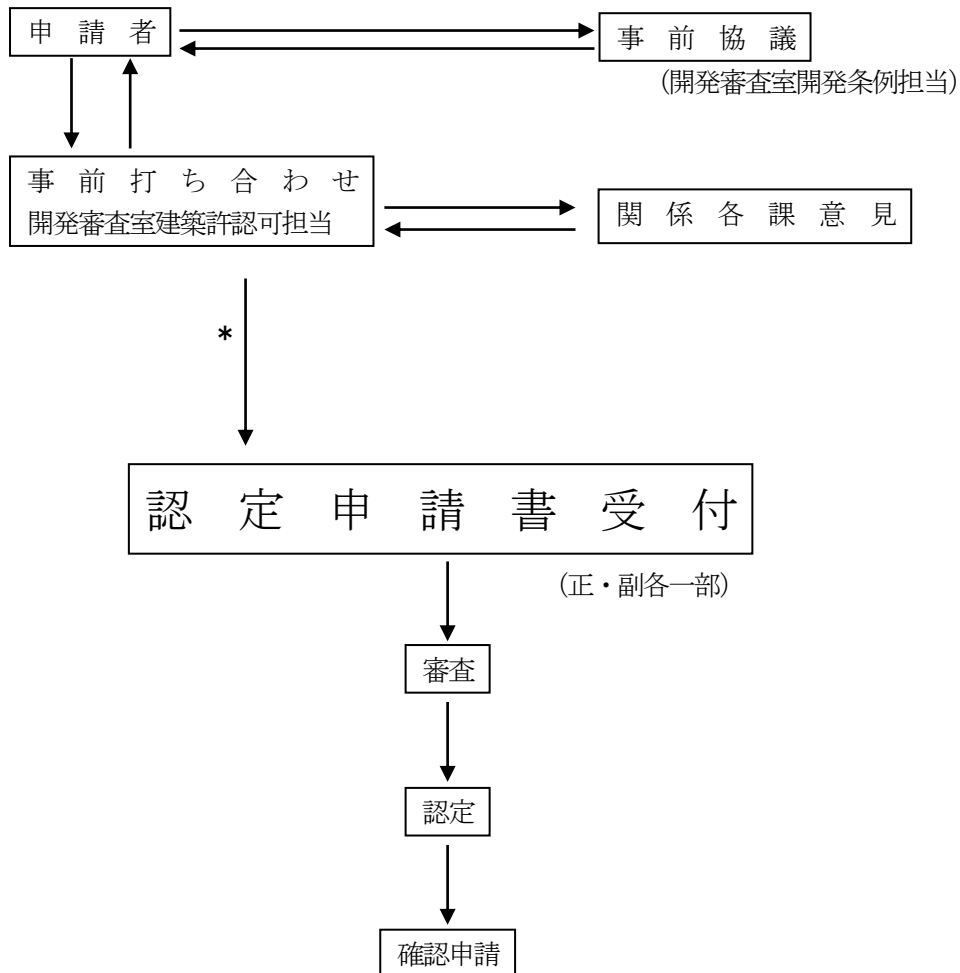 申請者
事前協議
(開発審査室開発条例担当)
事前打ち合わせ
開発審査室建築許認可担当
関係各課意見
*
認定申請書受付
(正・副各一部)
審査
認定
確認申請